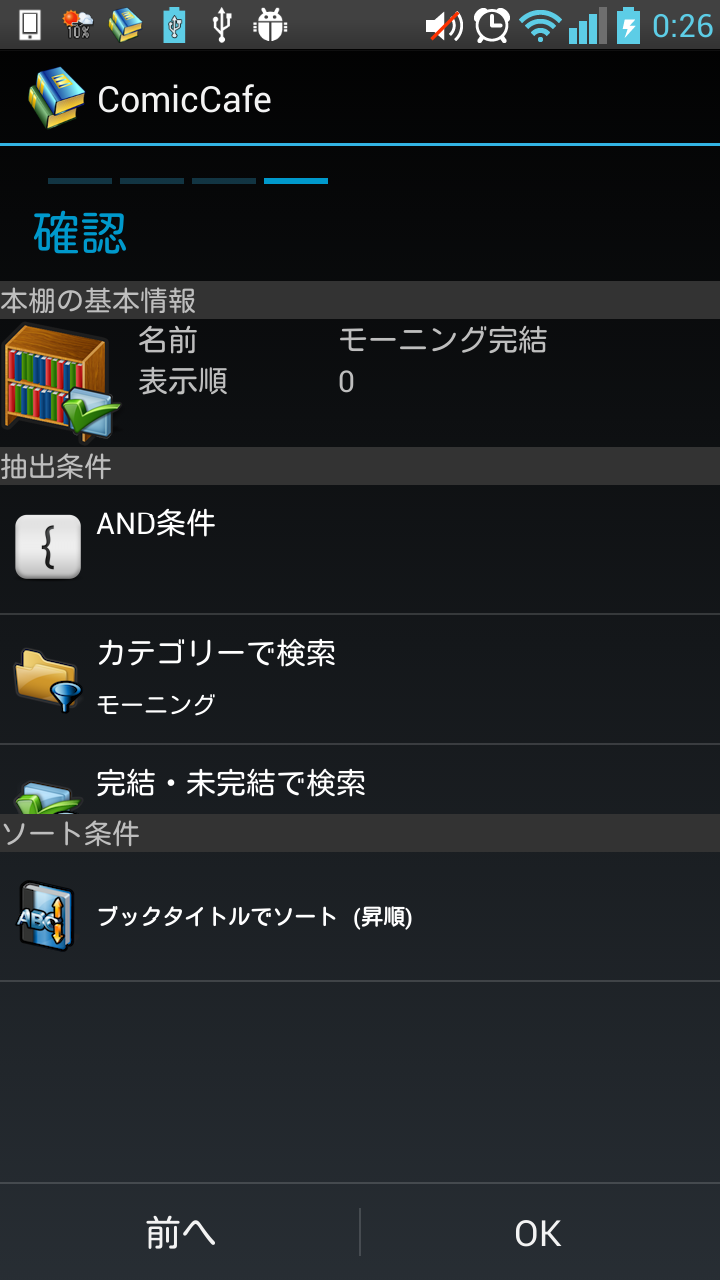 10%
0:26
ComicCafe
確認
本棚の基本情報
名前 モーニング完結
表示順 0
抽出条件
{
AND条件
カテゴリーで検索
モーニング
完結・未完結で検索
ソート条件
ABC
ブックタイトルでソート (昇順)
前へ
OK